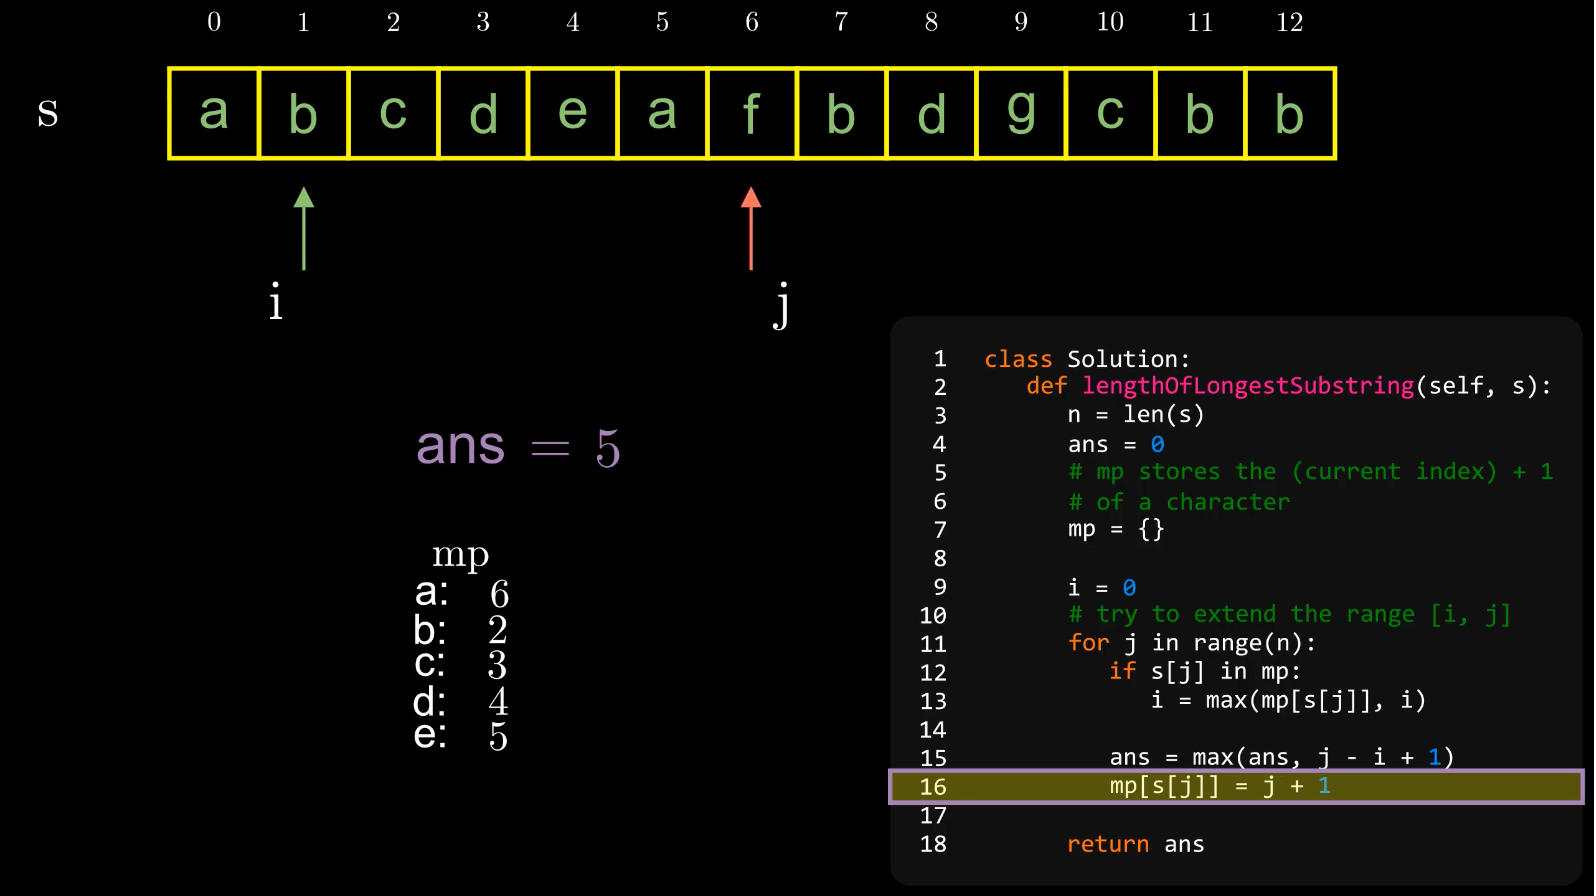 0 1 2 3 4 5 6 7 8 9 10 11 12
s a b c d e a f b d g c b b
i j
ans = 5
mp
a: 6
b: 2
c: 3
d: 4
e: 5
1 class Solution:
2 def lengthOfLongestSubstring(self, s):
3 n = len(s)
4 ans = 0
5 # mp stores the (current index) + 1
6 # of a character
7 mp = {}
8
9 i = 0
10 # try to extend the range [i, j]
11 for j in range(n):
12 if s[j] in mp:
13 i = max(mp[s[j]], i)
14
15 ans = max(ans, j - i + 1)
16 mp[s[j]] = j + 1
17
18 return ans